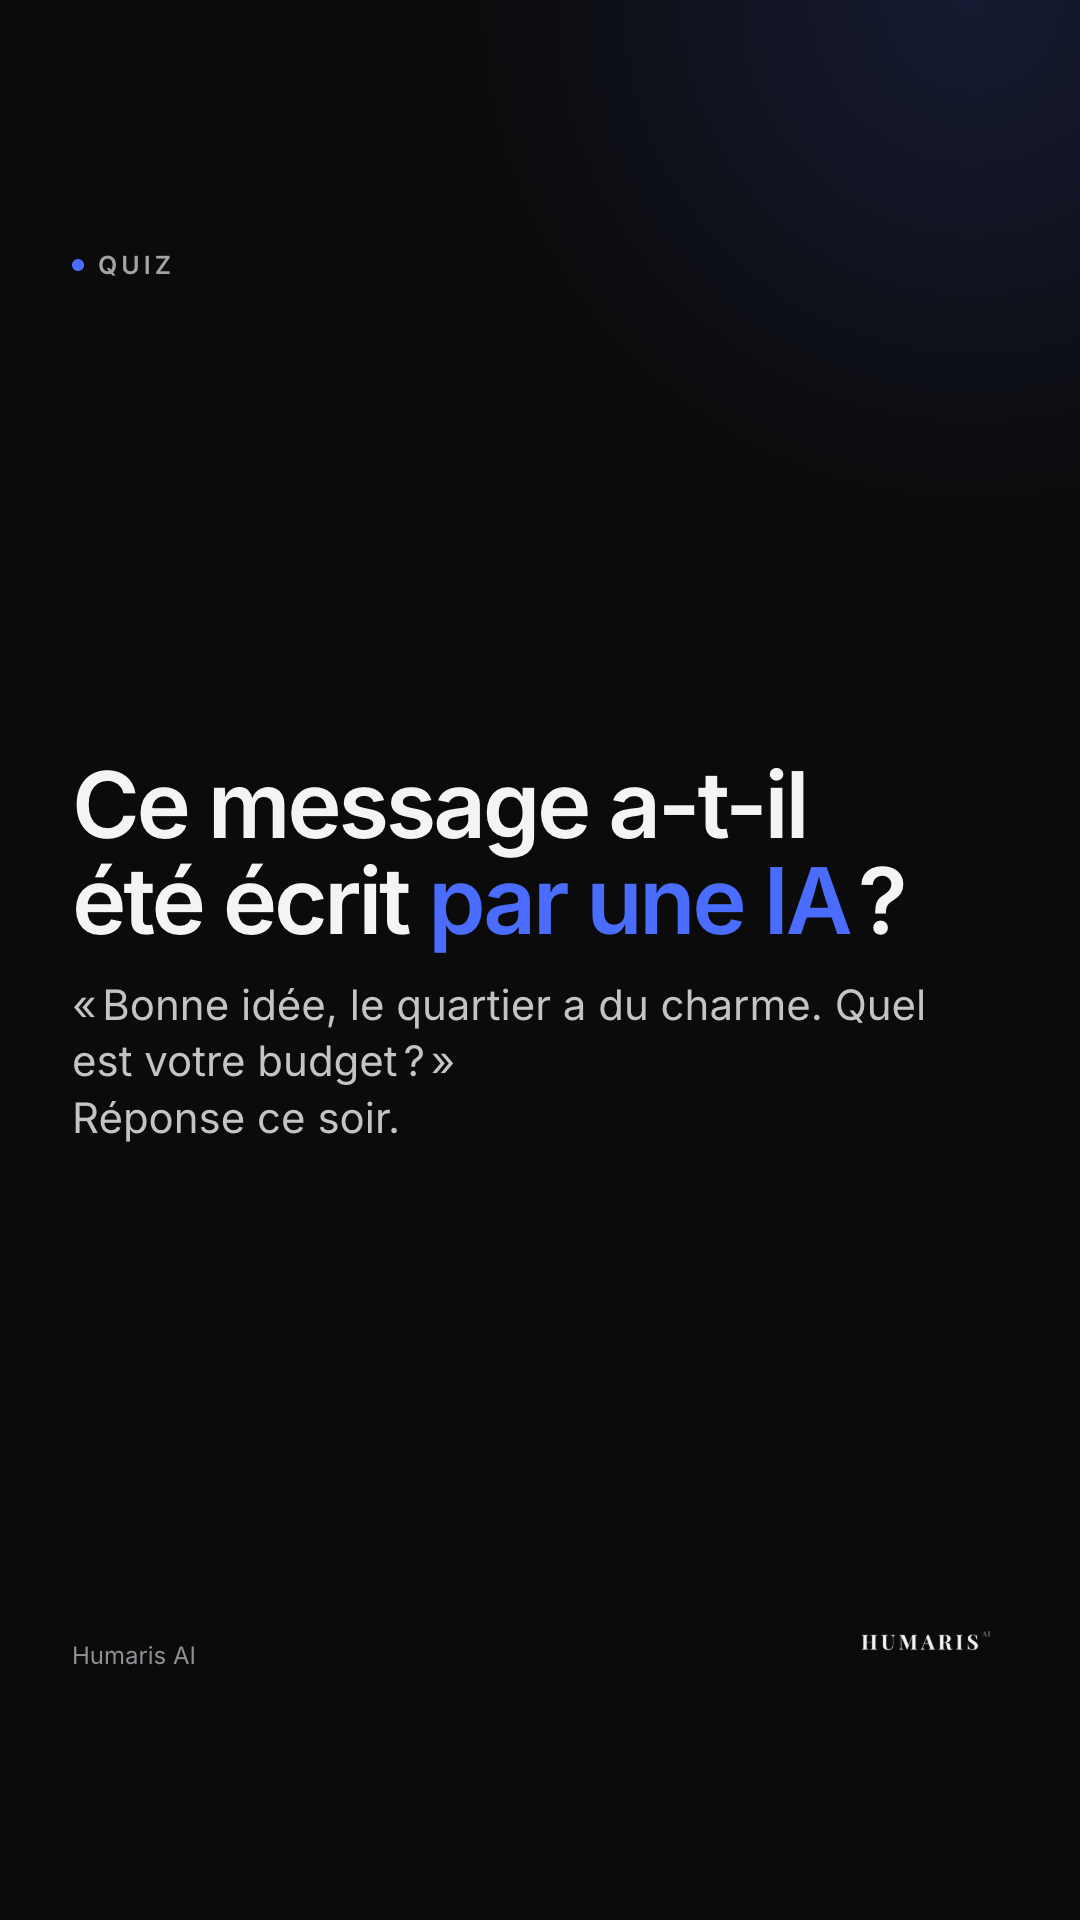 QUIZ
Ce message a-t-il
été écrit par une IA ?
« Bonne idée, le quartier a du charme. Quel
est votre budget ? »
Réponse ce soir.
Humaris AI
HUMARIS AI